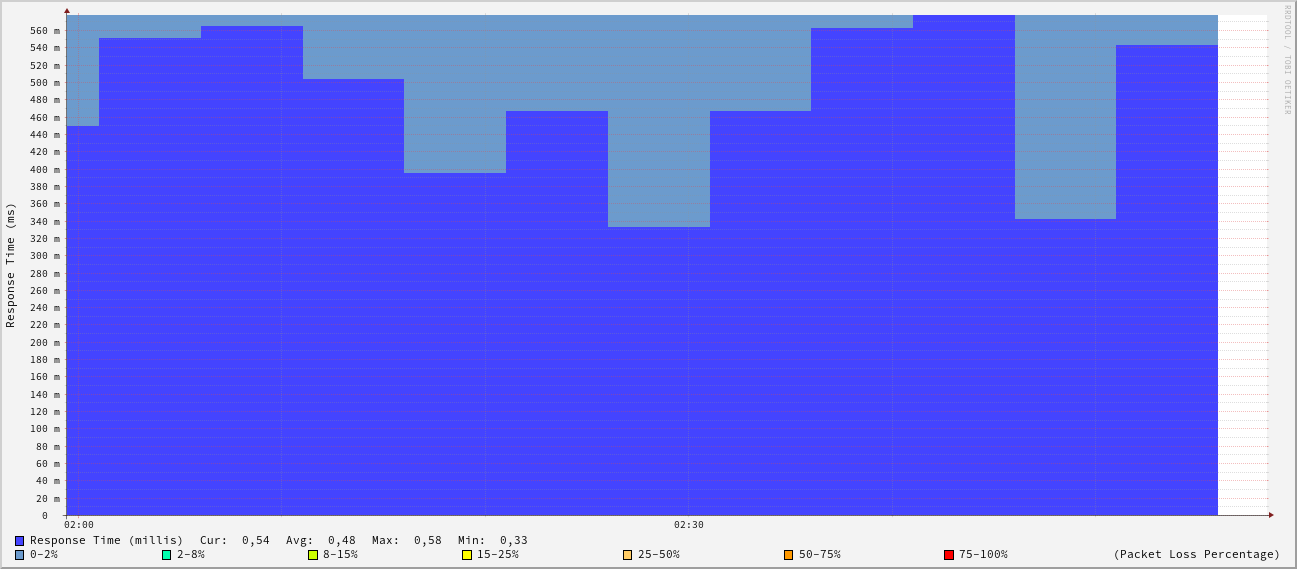 RRDTOOL / TOBI OETIKER
Response Time (ms)
560 m
540 m
520 m
500 m
480 m
460 m
440 m
420 m
400 m
380 m
360 m
340 m
320 m
300 m
280 m
260 m
240 m
220 m
200 m
180 m
160 m
140 m
120 m
100 m
80 m
60 m
40 m
20 m
0
02:00 02:30
Response Time (millis) Cur: 0,54 Avg: 0,48 Max: 0,58 Min: 0,33
0-2% 2-8% 8-15% 15-25% 25-50% 50-75% 75-100% (Packet Loss Percentage)